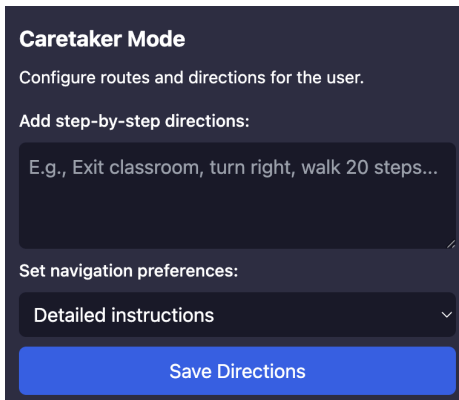 Caretaker Mode
Configure routes and directions for the user.
Add step-by-step directions:
E.g., Exit classroom, turn right, walk 20 steps...
Set navigation preferences:
Detailed instructions
Save Directions